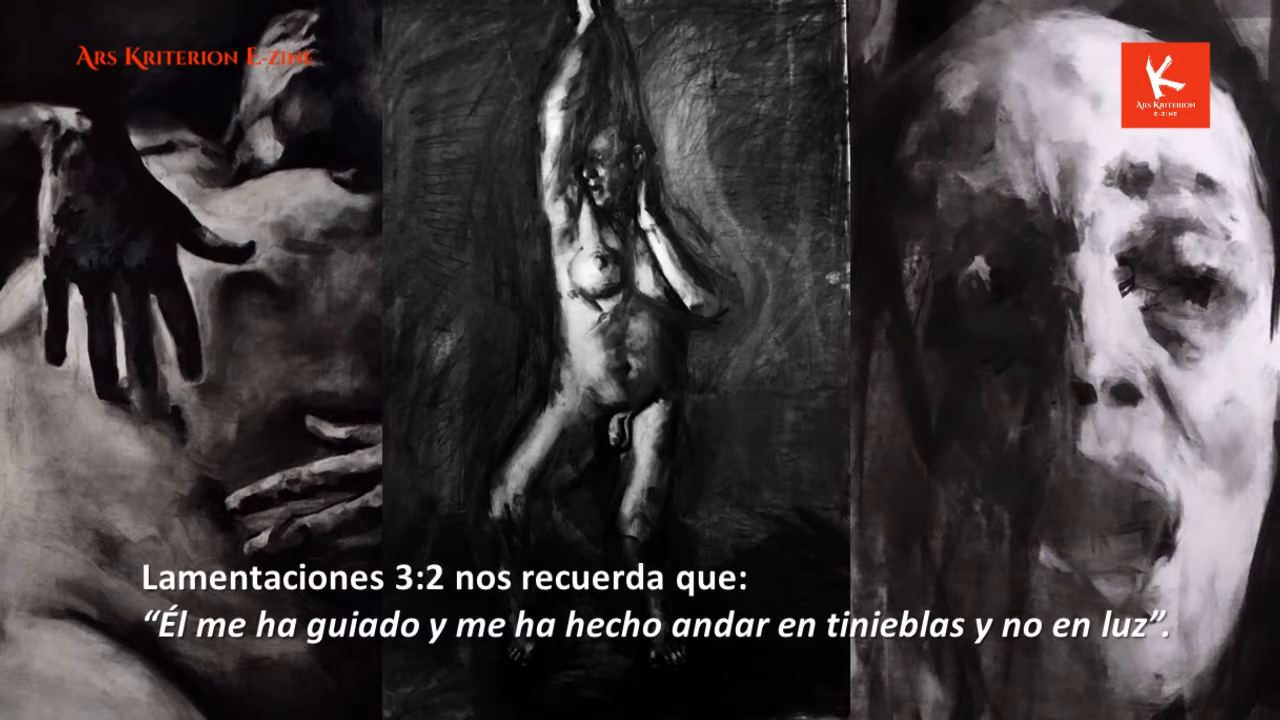 Ars Kriterion E-zine
K
Ars Kriterion
E-ZINE
Lamentaciones 3:2 nos recuerda que:
“Él me ha guiado y me ha hecho andar en tinieblas y no en luz”.